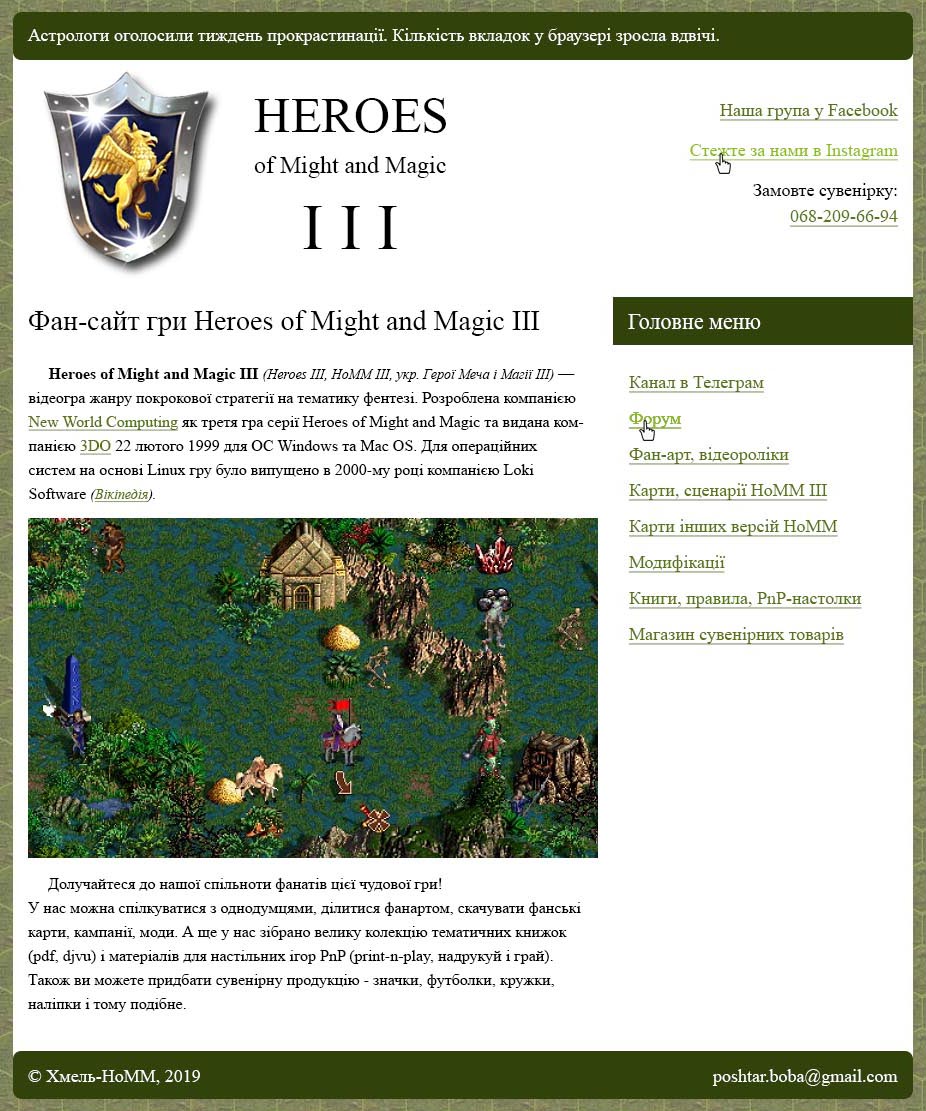 Астрологи оголосили тиждень прокрастинації. Кількість вкладок у браузері зросла вдвічі.
HEROES
of Might and Magic
III
Наша група у Facebook
Стежте за нами в Instagram
Замовте сувенірку:
068-209-66-94
Фан-сайт гри Heroes of Might and Magic III
Heroes of Might and Magic III (Heroes III, HoMM III, укр. Герої Меча і Магії III) —
відеогра жанру покрокової стратегії на тематику фентезі. Розроблена компанією
New World Computing як третя гра серії Heroes of Might and Magic та видана ком-
панією 3DO 22 лютого 1999 для ОС Windows та Mac OS. Для операційних
систем на основі Linux гру було випущено в 2000-му році компанією Loki
Software (Вікіпедія).
Долучайтеся до нашої спільноти фанатів цієї чудової гри!
У нас можна спілкуватися з однодумцями, ділитися фанартом, скачувати фанські
карти, кампанії, моди. А ще у нас зібрано велику колекцію тематичних книжок
(pdf, djvu) і матеріалів для настільних ігор PnP (print-n-play, надрукуй і грай).
Також ви можете придбати сувенірну продукцію - значки, футболки, кружки,
наліпки і тому подібне.
Головне меню
Канал в Телеграм
Форум
Фан-арт, відеоролики
Карти, сценарії HoMM III
Карти інших версій HoMM
Модифікації
Книги, правила, PnP-настолки
Магазин сувенірних товарів
© Хмель-HoMM, 2019
poshtar.boba@gmail.com